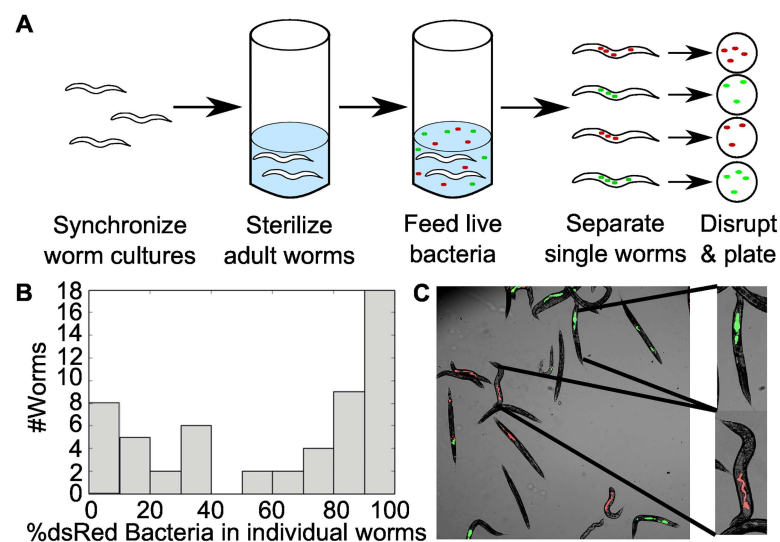 A
Synchronize
worm cultures
Sterilize
adult worms
Feed live
bacteria
Separate
single worms
Disrupt
& plate
B
18
16
14
12
10
8
6
4
2
0
#Worms
0 20 40 60 80 100
%dsRed Bacteria in individual worms
C